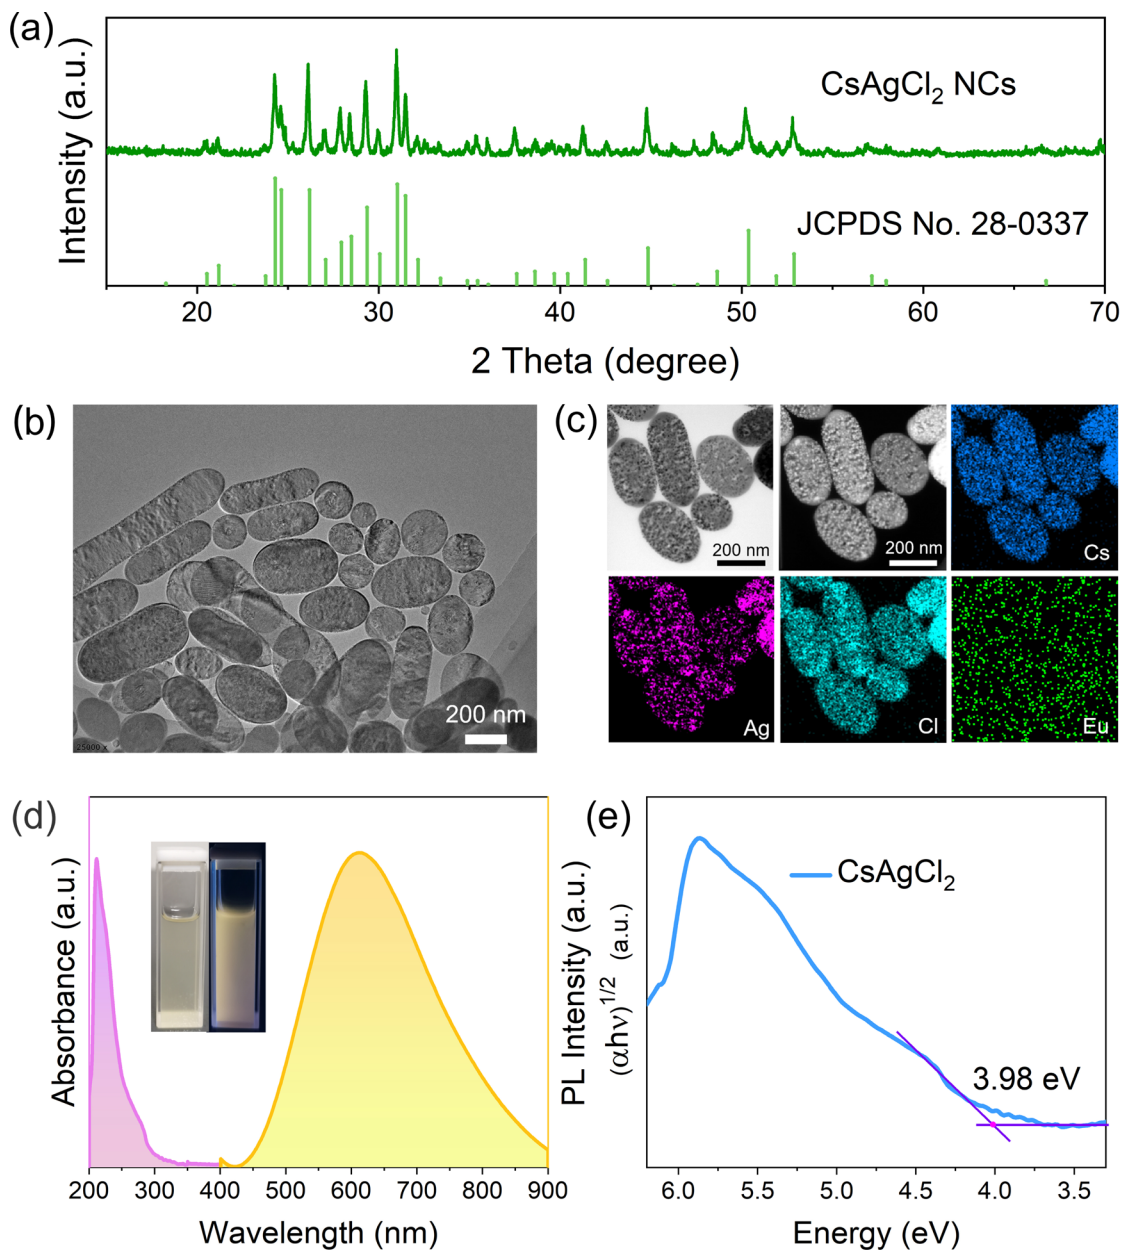 (a)
Intensity (a.u.)
CsAgCl₂ NCs
JCPDS No. 28-0337
20 30 40 50 60 70
2 Theta (degree)
(b)
200 nm
25000 x
(c)
200 nm
200 nm
Cs
Ag
Cl
Eu
(d)
Absorbance (a.u.)
PL Intensity (a.u.)
200 300 400 500 600 700 800 900
Wavelength (nm)
(e)
(αhν)¹/² (a.u.)
CsAgCl₂
3.98 eV
6.0 5.5 5.0 4.5 4.0 3.5
Energy (eV)